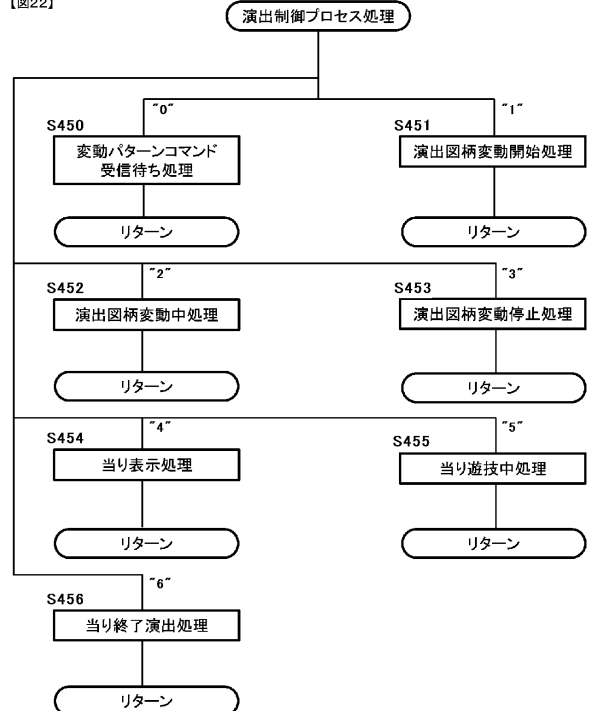 【図22】
演出制御プロセス処理
"0"
"1"
S450
S451
変動パターンコマンド
受信待ち処理
演出図柄変動開始処理
リターン
リターン
"2"
"3"
S452
S453
演出図柄変動中処理
演出図柄変動停止処理
リターン
リターン
"4"
"5"
S454
S455
当り表示処理
当り遊技中処理
リターン
リターン
"6"
S456
当り終了演出処理
リターン